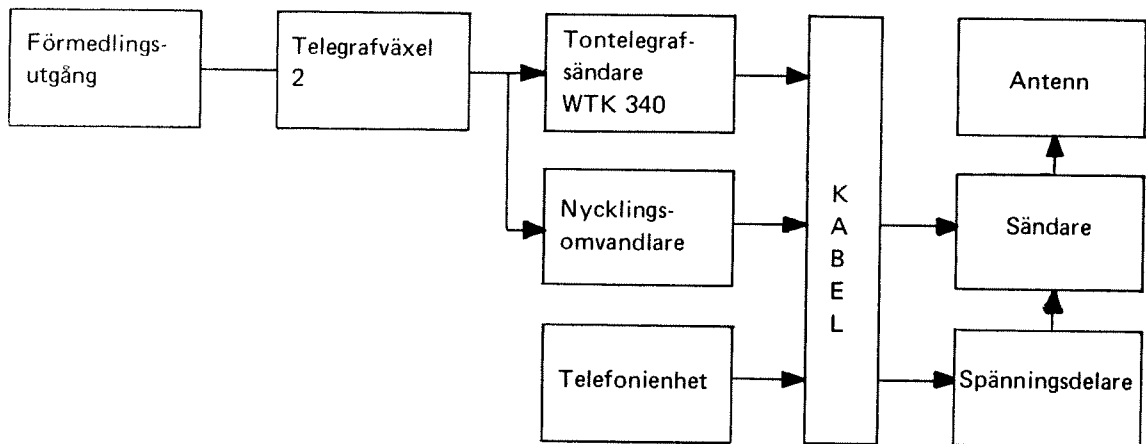 Förmedlings-
utgång
Telegrafväxel
2
Tontelegraf-
sändare
WTK 340
Nycklings-
omvandlare
Telefonienhet
K
A
B
E
L
Antenn
Sändare
Spänningsdelare